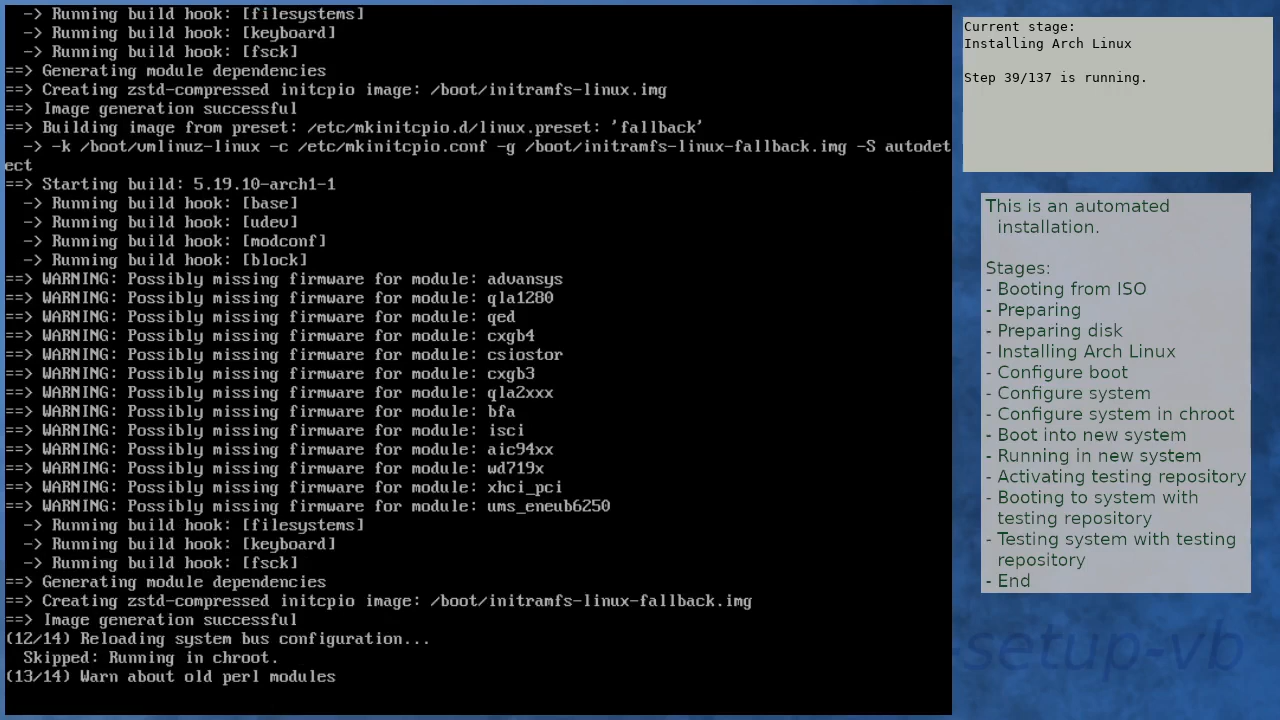 -> Running build hook: [filesystems]
  -> Running build hook: [keyboard]
  -> Running build hook: [fsck]
==> Generating module dependencies
==> Creating zstd-compressed initcpio image: /boot/initramfs-linux.img
==> Image generation successful
==> Building image from preset: /etc/mkinitcpio.d/linux.preset: 'fallback'
  -> -k /boot/vmlinuz-linux -c /etc/mkinitcpio.conf -g /boot/initramfs-linux-fallback.img -S autodet
ect
==> Starting build: 5.19.10-arch1-1
  -> Running build hook: [base]
  -> Running build hook: [udev]
  -> Running build hook: [modconf]
  -> Running build hook: [block]
==> WARNING: Possibly missing firmware for module: advansys
==> WARNING: Possibly missing firmware for module: qla1280
==> WARNING: Possibly missing firmware for module: qed
==> WARNING: Possibly missing firmware for module: cxgb4
==> WARNING: Possibly missing firmware for module: csiostor
==> WARNING: Possibly missing firmware for module: cxgb3
==> WARNING: Possibly missing firmware for module: qla2xxx
==> WARNING: Possibly missing firmware for module: bfa
==> WARNING: Possibly missing firmware for module: isci
==> WARNING: Possibly missing firmware for module: aic94xx
==> WARNING: Possibly missing firmware for module: wd719x
==> WARNING: Possibly missing firmware for module: xhci_pci
==> WARNING: Possibly missing firmware for module: ums_eneub6250
  -> Running build hook: [filesystems]
  -> Running build hook: [keyboard]
  -> Running build hook: [fsck]
==> Generating module dependencies
==> Creating zstd-compressed initcpio image: /boot/initramfs-linux-fallback.img
==> Image generation successful
(12/14) Reloading system bus configuration...
  Skipped: Running in chroot.
(13/14) Warn about old perl modules
Current stage:
Installing Arch Linux
Step 39/137 is running.
This is an automated
installation.
Stages:
- Booting from ISO
- Preparing
- Preparing disk
- Installing Arch Linux
- Configure boot
- Configure system
- Configure system in chroot
- Boot into new system
- Running in new system
- Activating testing repository
- Booting to system with
testing repository
- Testing system with testing
repository
- End
-setup-vb